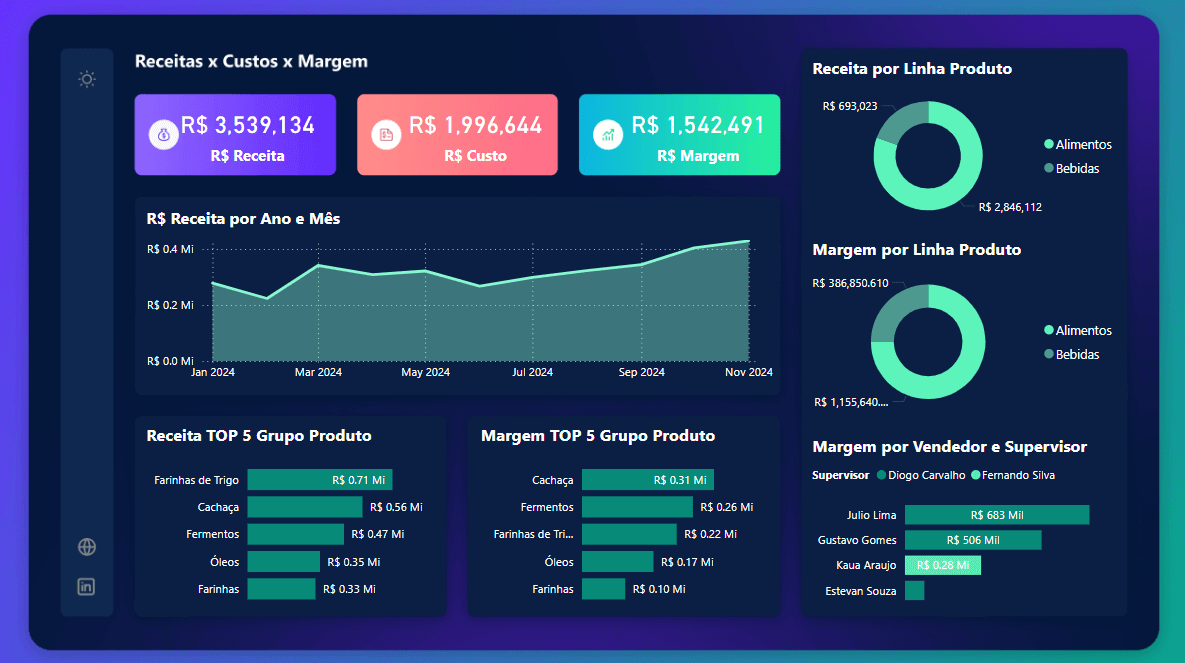 Receitas x Custos x Margem
R$ 3,539,134
R$ Receita
R$ 1,996,644
R$ Custo
R$ 1,542,491
R$ Margem
R$ Receita por Ano e Mês
R$ 0.4 Mi
R$ 0.2 Mi
R$ 0.0 Mi
Jan 2024 Mar 2024 May 2024 Jul 2024 Sep 2024 Nov 2024
Receita TOP 5 Grupo Produto
Farinhas de Trigo R$ 0.71 Mi
Cachaça R$ 0.56 Mi
Fermentos R$ 0.47 Mi
Óleos R$ 0.35 Mi
Farinhas R$ 0.33 Mi
Margem TOP 5 Grupo Produto
Cachaça R$ 0.31 Mi
Fermentos R$ 0.26 Mi
Farinhas de Tri... R$ 0.22 Mi
Óleos R$ 0.17 Mi
Farinhas R$ 0.10 Mi
Receita por Linha Produto
R$ 693,023
Alimentos
Bebidas
R$ 2,846,112
Margem por Linha Produto
R$ 386,850.610
Alimentos
Bebidas
R$ 1,155,640....
Margem por Vendedor e Supervisor
Supervisor Diogo Carvalho Fernando Silva
Julio Lima R$ 683 Mil
Gustavo Gomes R$ 506 Mil
Kaua Araujo R$ 0.28 Mi
Estevan Souza
in